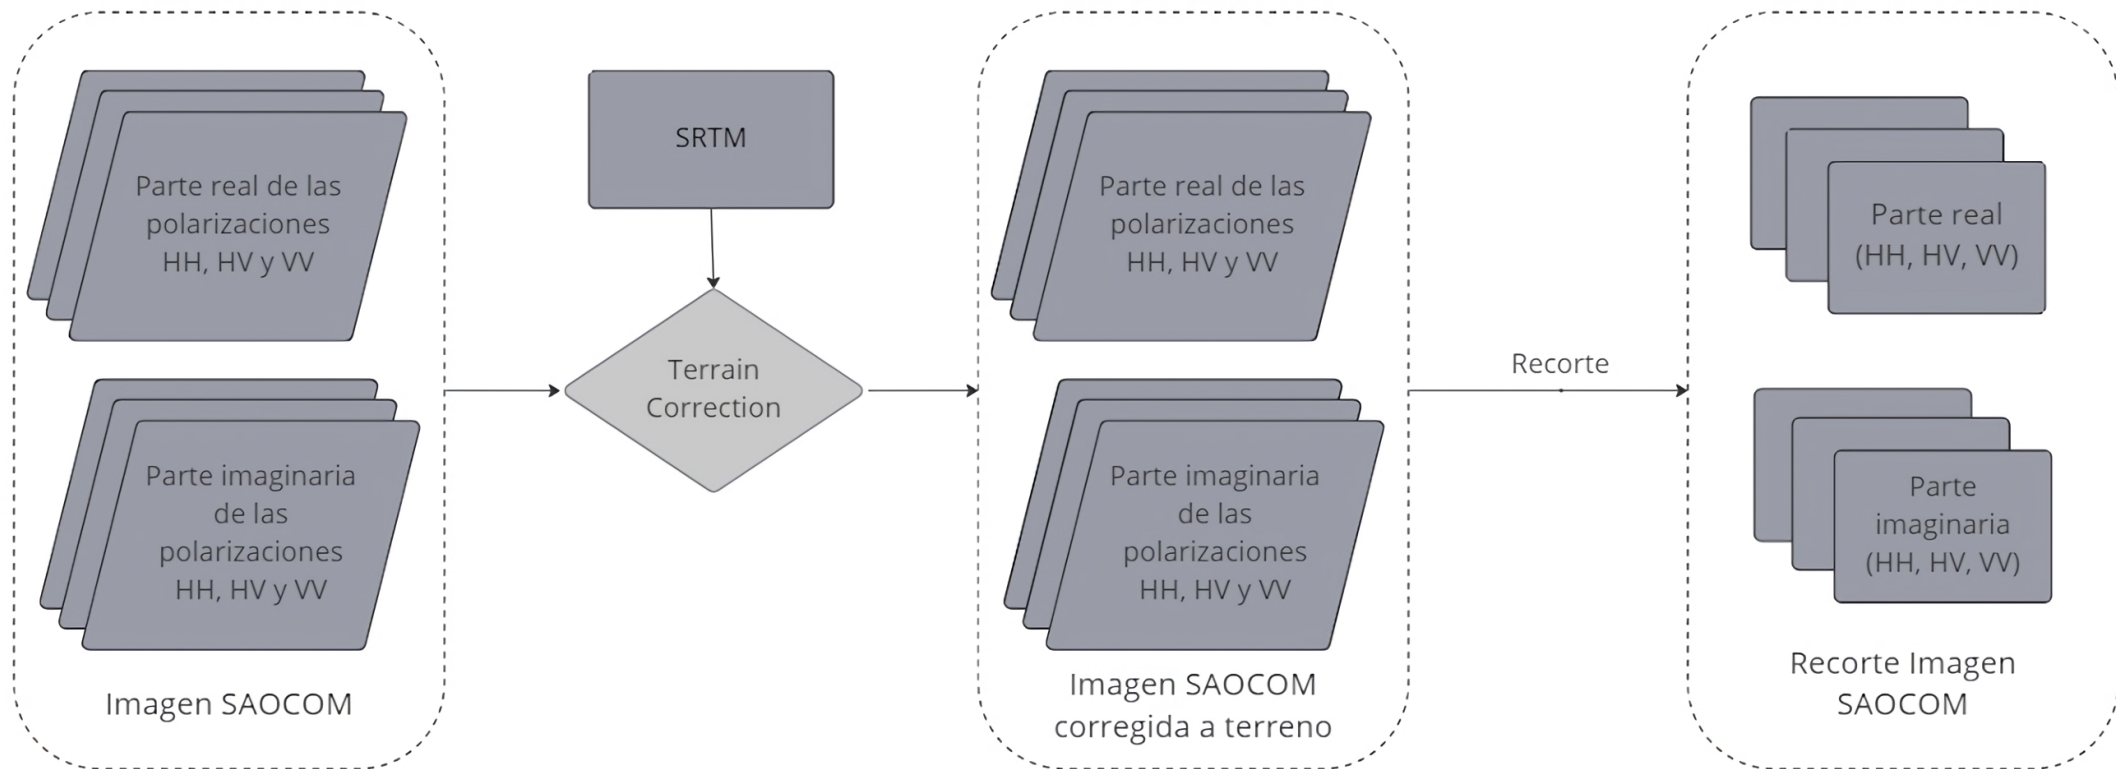 Parte real de las
polarizaciones
HH, HV y VV
Parte imaginaria
de las
polarizaciones
HH, HV y VV
Imagen SAOCOM
SRTM
Terrain
Correction
Parte real de las
polarizaciones
HH, HV y VV
Parte imaginaria
de las
polarizaciones
HH, HV y VV
Imagen SAOCOM
corregida a terreno
Recorte
Parte real
(HH, HV, VV)
Parte
imaginaria
(HH, HV, VV)
Recorte Imagen
SAOCOM